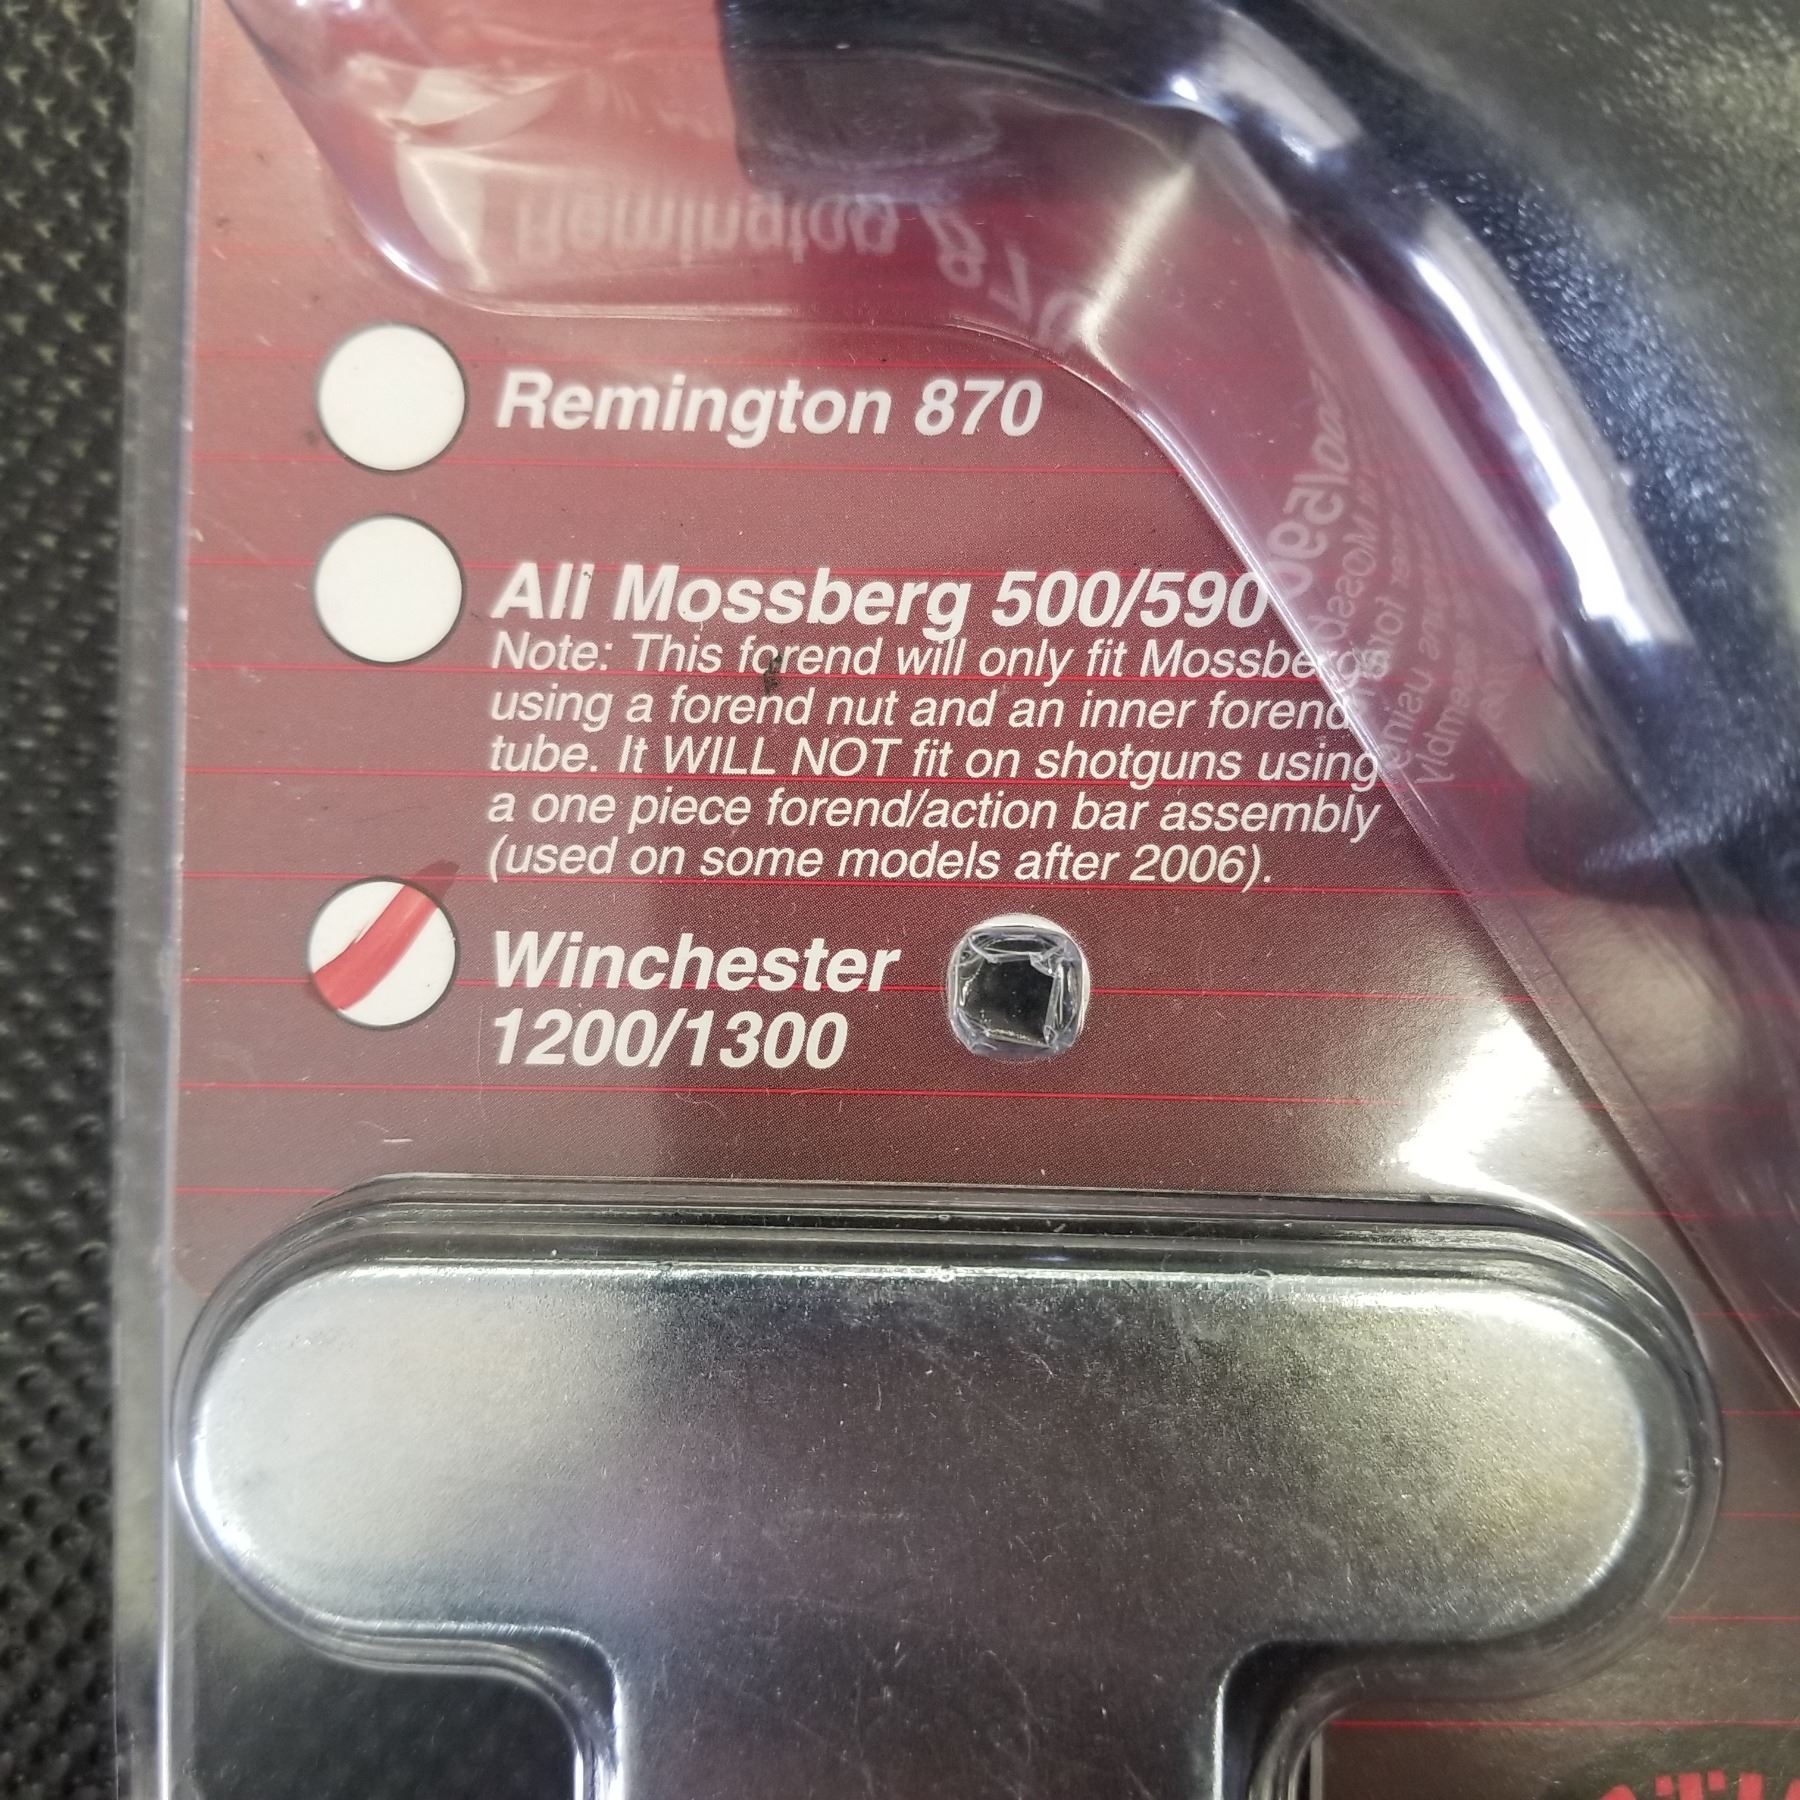 Remington 870
All Mossberg 500/590
Note: This forend will only fit Mossbergs
using a forend nut and an inner forend
tube. It WILL NOT fit on shotguns using
a one piece forend/action bar assembly
(used on some models after 2006).
Winchester
1200/1300